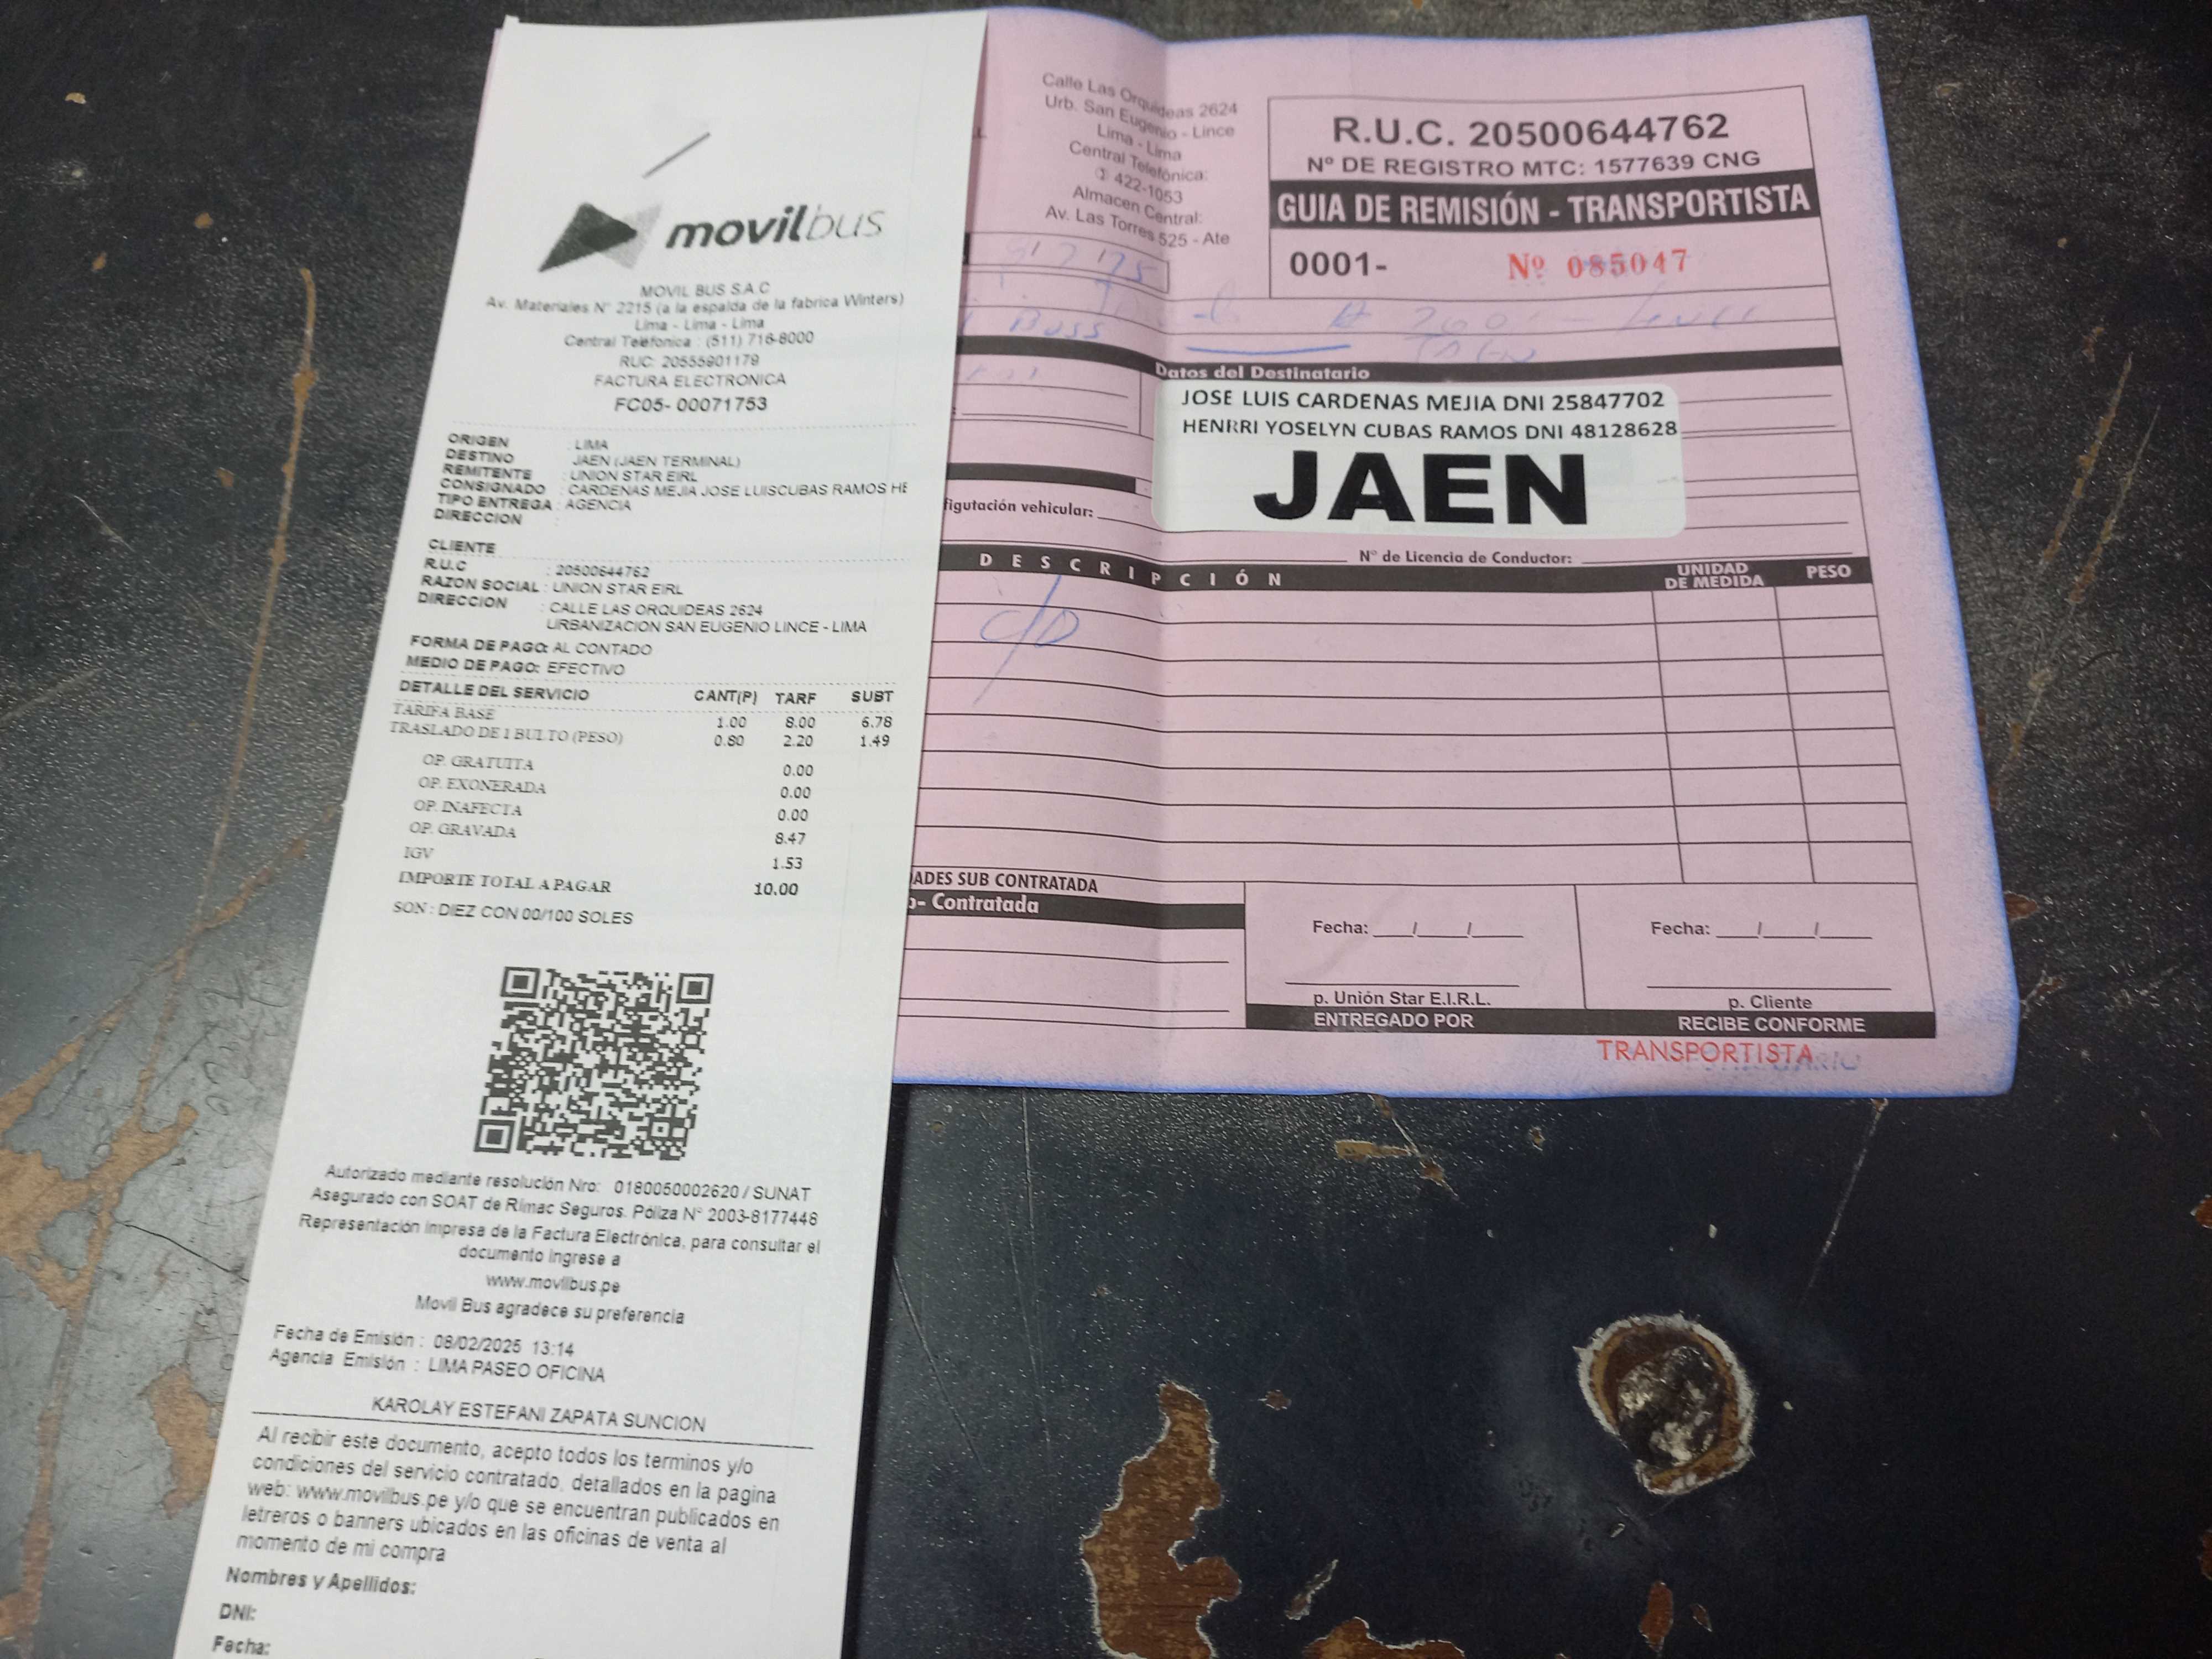 movilbus
MOVIL BUS S.A.C
Av. Materiales N° 2215 (a la espalda de la fabrica Winters)
Lima - Lima - Lima
Central Telefonica : (511) 716-8000
RUC: 20555901179
FACTURA ELECTRONICA
FC05- 00071753
ORIGEN : LIMA
DESTINO : JAEN (JAEN TERMINAL)
REMITENTE : UNION STAR EIRL
CONSIGNADO : CARDENAS MEJIA JOSE LUISCUBAS RAMOS HE
TIPO ENTREGA : AGENCIA
DIRECCION :
CLIENTE
R.U.C : 20500644762
RAZON SOCIAL : UNION STAR EIRL
DIRECCION : CALLE LAS ORQUIDEAS 2624
URBANIZACION SAN EUGENIO LINCE - LIMA
FORMA DE PAGO: AL CONTADO
MEDIO DE PAGO: EFECTIVO
DETALLE DEL SERVICIO CANT(P) TARF SUBT
TARIFA BASE 1.00 8.00 6.78
TRASLADO DE 1 BULTO (PESO) 0.80 2.20 1.49
OP. GRATUITA 0.00
OP. EXONERADA 0.00
OP. INAFECTA 0.00
OP. GRAVADA 8.47
IGV 1.53
IMPORTE TOTAL A PAGAR 10.00
SON : DIEZ CON 00/100 SOLES
Autorizado mediante resolución Nro: 0180050002620 / SUNAT
Asegurado con SOAT de Rimac Seguros. Póliza N° 2003-8177448
Representación impresa de la Factura Electrónica, para consultar el
documento ingrese a
www.movilbus.pe
Movil Bus agradece su preferencia
Fecha de Emisión : 08/02/2025 13:14
Agencia Emisión : LIMA PASEO OFICINA
KAROLAY ESTEFANI ZAPATA SUNCION
Al recibir este documento, acepto todos los terminos y/o
condiciones del servicio contratado, detallados en la pagina
web: www.movilbus.pe y/o que se encuentran publicados en
letreros o banners ubicados en las oficinas de venta al
momento de mi compra
Nombres y Apellidos:
DNI:
Fecha:
Calle Las Orquideas 2624
Urb. San Eugenio - Lince
Lima - Lima
Central Telefónica:
✆ 422-1053
Almacen Central:
Av. Las Torres 525 - Ate
R.U.C. 20500644762
Nº DE REGISTRO MTC: 1577639 CNG
GUIA DE REMISIÓN - TRANSPORTISTA
0001- Nº 085047
Buss
Datos del Destinatario
JOSE LUIS CARDENAS MEJIA DNI 25847702
HENRRI YOSELYN CUBAS RAMOS DNI 48128628
JAEN
figutación vehicular:
N° de Licencia de Conductor:
DESCRIPCIÓN UNIDAD DE MEDIDA PESO
ADES SUB CONTRATADA
- Contratada
Fecha: __/__/__
p. Unión Star E.I.R.L.
ENTREGADO POR
Fecha: __/__/__
p. Cliente
RECIBE CONFORME
TRANSPORTISTA